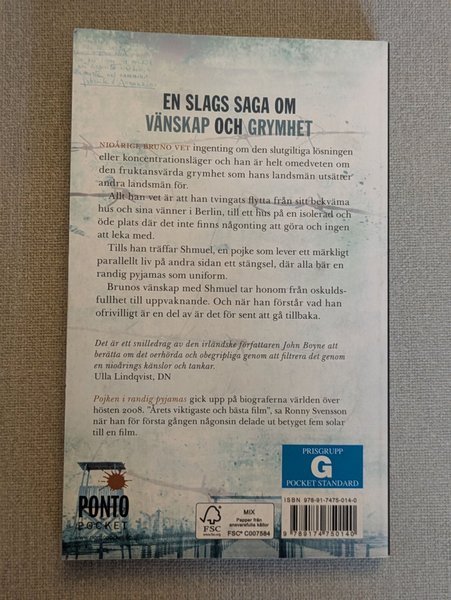 EN SLAGS SAGA OM
VÄNSKAP OCH GRYMHET
NIOÅRIGE BRUNO VET ingenting om den slutgiltiga lösningen
eller koncentrationsläger och han är helt omedveten om
den fruktansvärda grymhet som hans landsmän utsätter
andra landsmän för.
Allt han vet är att han tvingats flytta från sitt bekväma
hus och sina vänner i Berlin, till ett hus på en isolerad och
öde plats där det inte finns någonting att göra och ingen
att leka med.
Tills han träffar Shmuel, en pojke som lever ett märkligt
parallellt liv på andra sidan ett stängsel, där alla bär en
randig pyjamas som uniform.
Brunos vänskap med Shmuel tar honom från oskulds-
fullhet till uppvaknande. Och när han förstår vad han
ofrivilligt är en del av är det för sent att gå tillbaka.
Det är ett snilledrag av den irländske författaren John Boyne att
berätta om det oerhörda och obegripliga genom att filtrera det genom
en nioårings känslor och tankar.
Ulla Lindqvist, DN
Pojken i randig pyjamas gick upp på biograferna världen över
hösten 2008. "Årets viktigaste och bästa film", sa Ronny Svensson
när han för första gången någonsin delade ut betyget fem solar
till en film.
PRISGRUPP
G
POCKET STANDARD
PONTO
POCKET
FSC
www.fsc.org
MIX
Papper från
ansvarsfulla källor
FSC® C007584
ISBN 978-91-7475-014-0
9 789174 750140